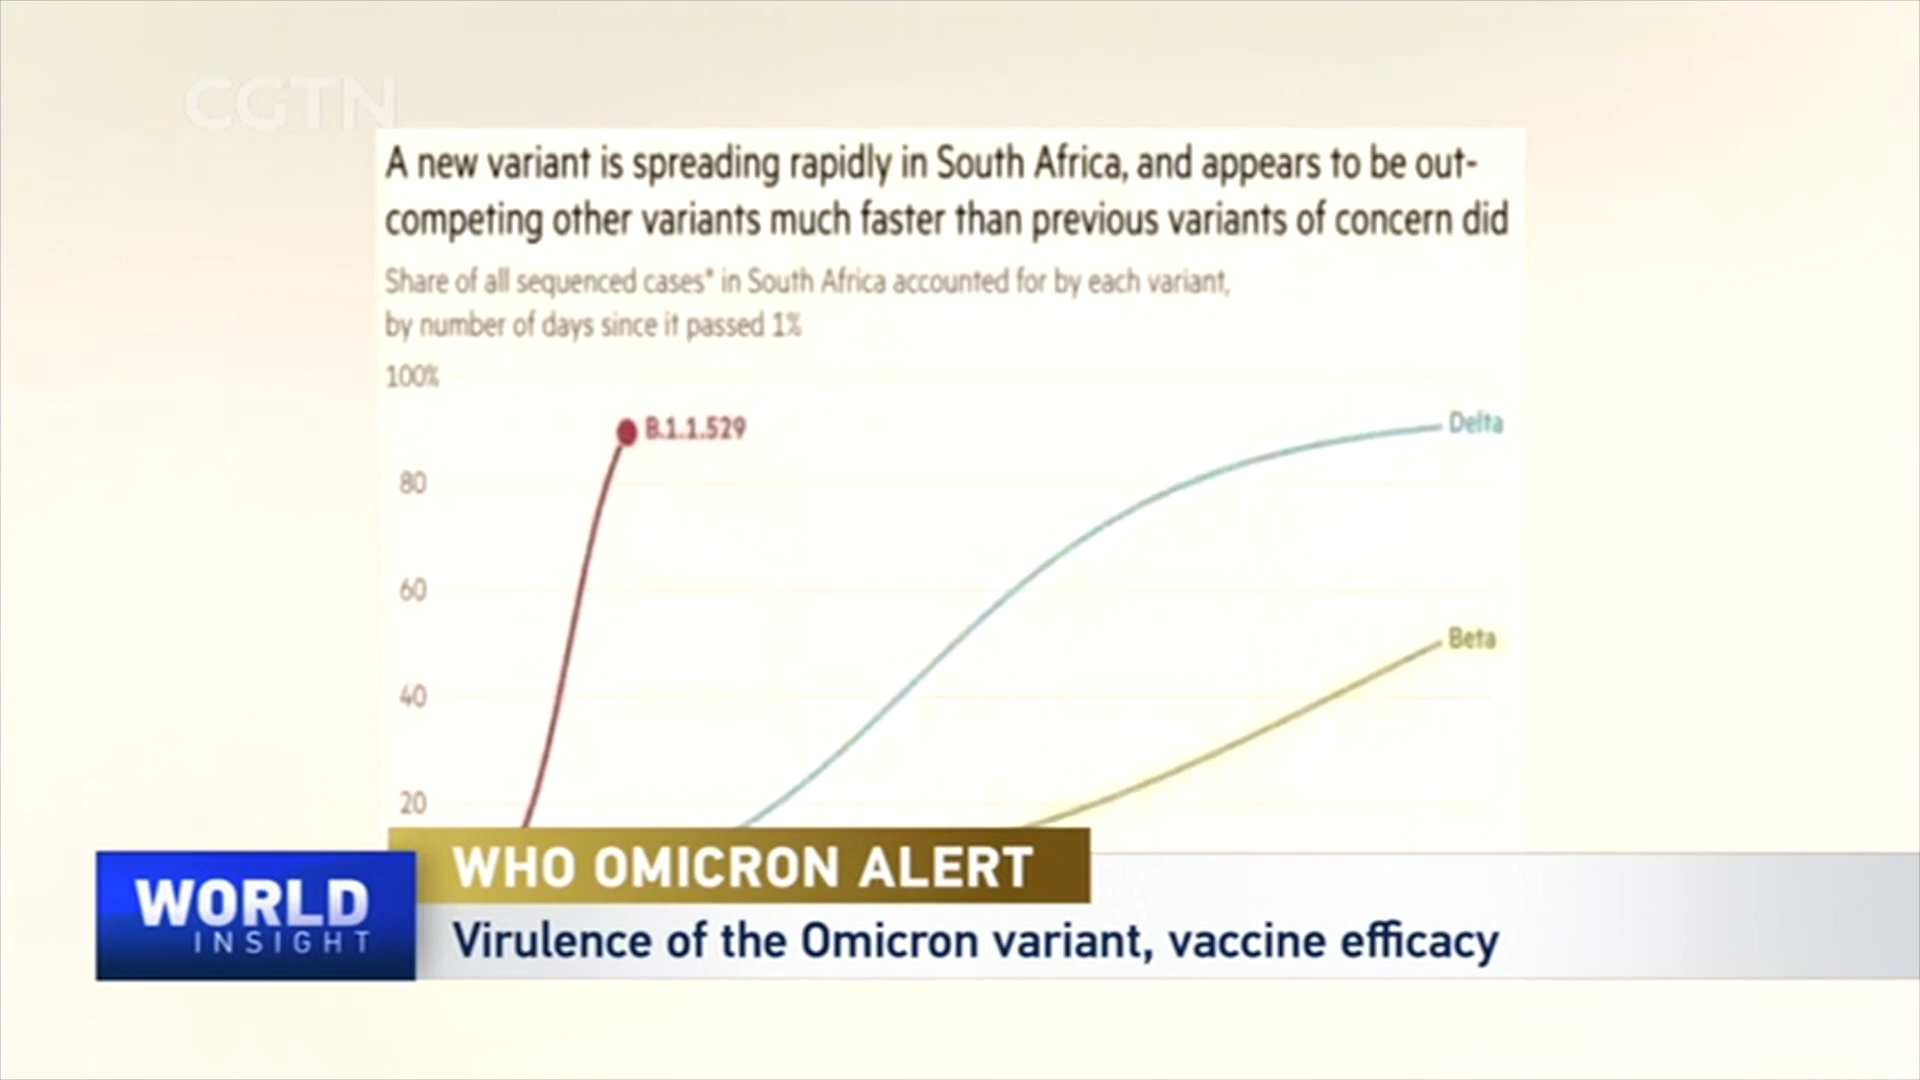 CGTN
A new variant is spreading rapidly in South Africa, and appears to be out-
competing other variants much faster than previous variants of concern did
Share of all sequenced cases* in South Africa accounted for by each variant,
by number of days since it passed 1%
100%
B.1.1.529
Delta
80
60
Beta
40
20
WHO OMICRON ALERT
WORLD
INSIGHT
Virulence of the Omicron variant, vaccine efficacy